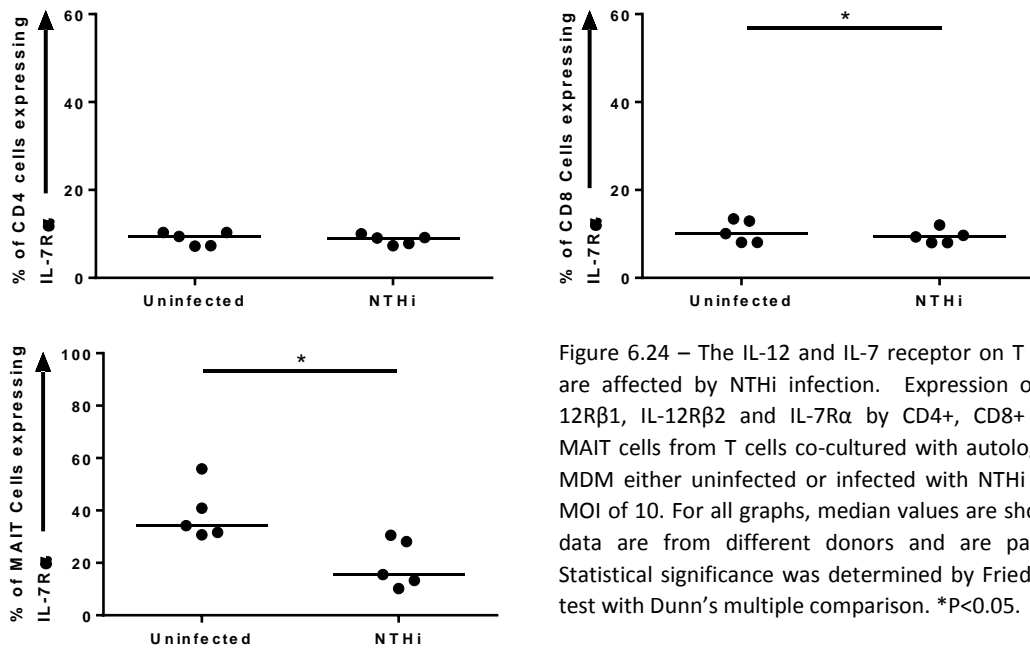 % of CD4 cells expressing
IL-7Rα
60
40
20
0
Uninfected
NTHi
% of CD8 Cells expressing
IL-7Rα
60
40
20
0
*
Uninfected
NTHi
% of MAIT Cells expressing
IL-7Rα
100
80
60
40
20
0
*
Uninfected
NTHi
Figure 6.24 – The IL-12 and IL-7 receptor on T
are affected by NTHi infection. Expression o
12Rβ1, IL-12Rβ2 and IL-7Rα by CD4+, CD8+
MAIT cells from T cells co-cultured with autolo
MDM either uninfected or infected with NTHi
MOI of 10. For all graphs, median values are sho
data are from different donors and are pa
Statistical significance was determined by Fried
test with Dunn's multiple comparison. *P<0.05.